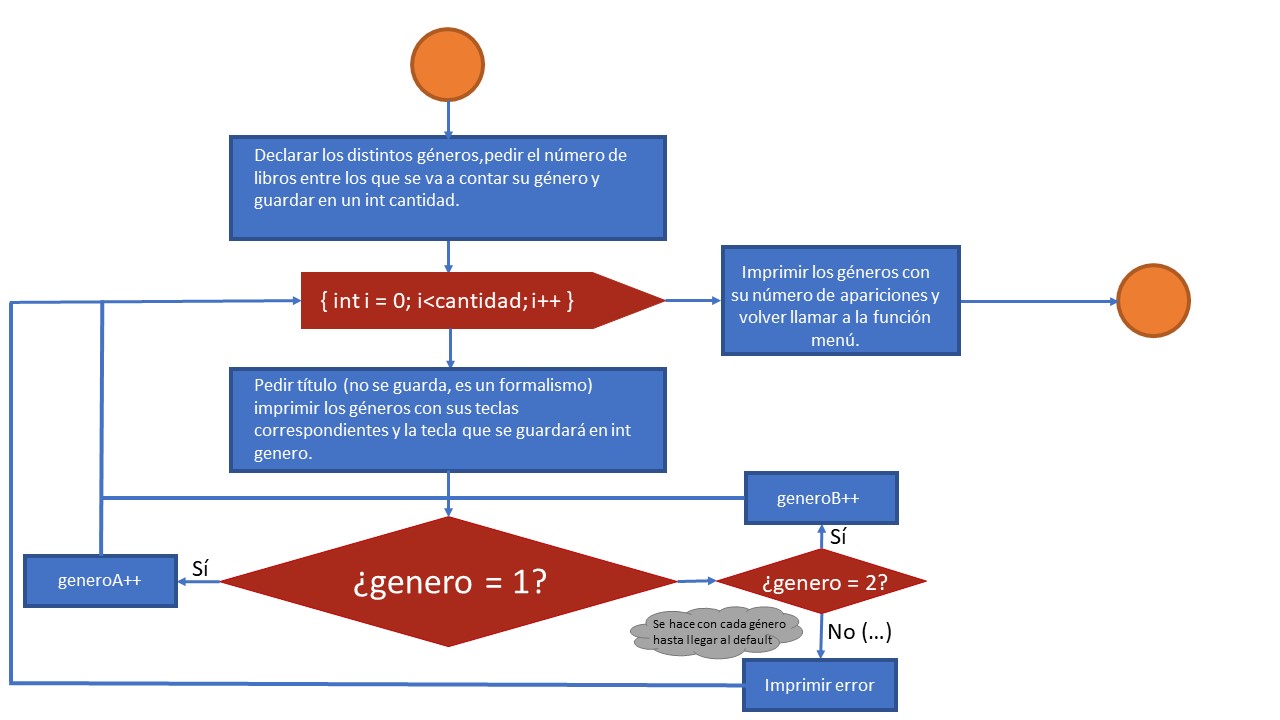 Declarar los distintos géneros,pedir el número de
libros entre los que se va a contar su género y
guardar en un int cantidad.
{ int i = 0; i<cantidad; i++ }
Imprimir los géneros con
su número de apariciones y
volver llamar a la función
menú.
Pedir título (no se guarda, es un formalismo)
imprimir los géneros con sus teclas
correspondientes y la tecla que se guardará en int
genero.
generoB++
Sí
¿genero = 1?
Sí
generoA++
¿genero = 2?
Se hace con cada género
hasta llegar al default
No (...)
Imprimir error